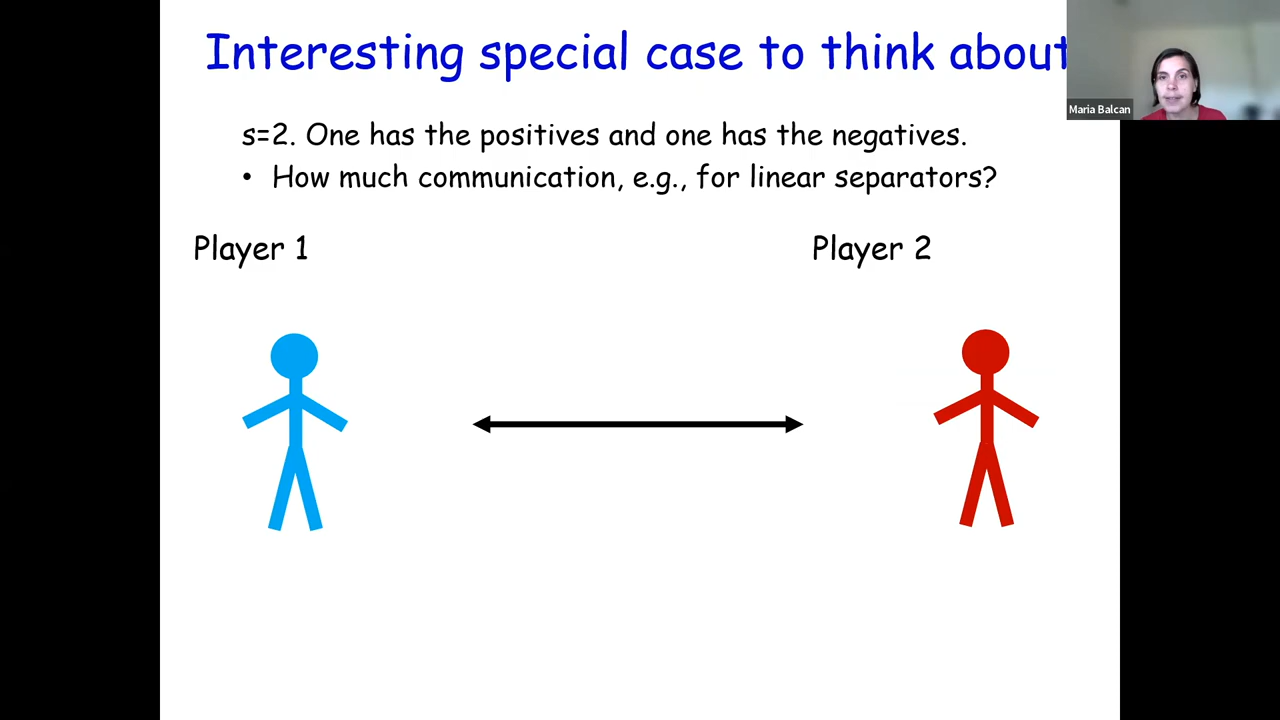 Interesting special case to think about
Maria Balcan
s=2. One has the positives and one has the negatives.
• How much communication, e.g., for linear separators?
Player 1
Player 2